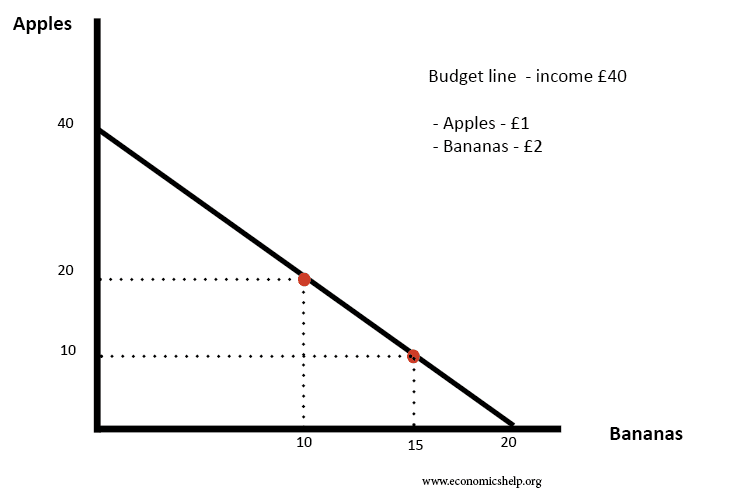 Apples
Budget line - income £40
40
- Apples - £1
- Bananas - £2
20
10
10
15
20
Bananas
www.economicshelp.org